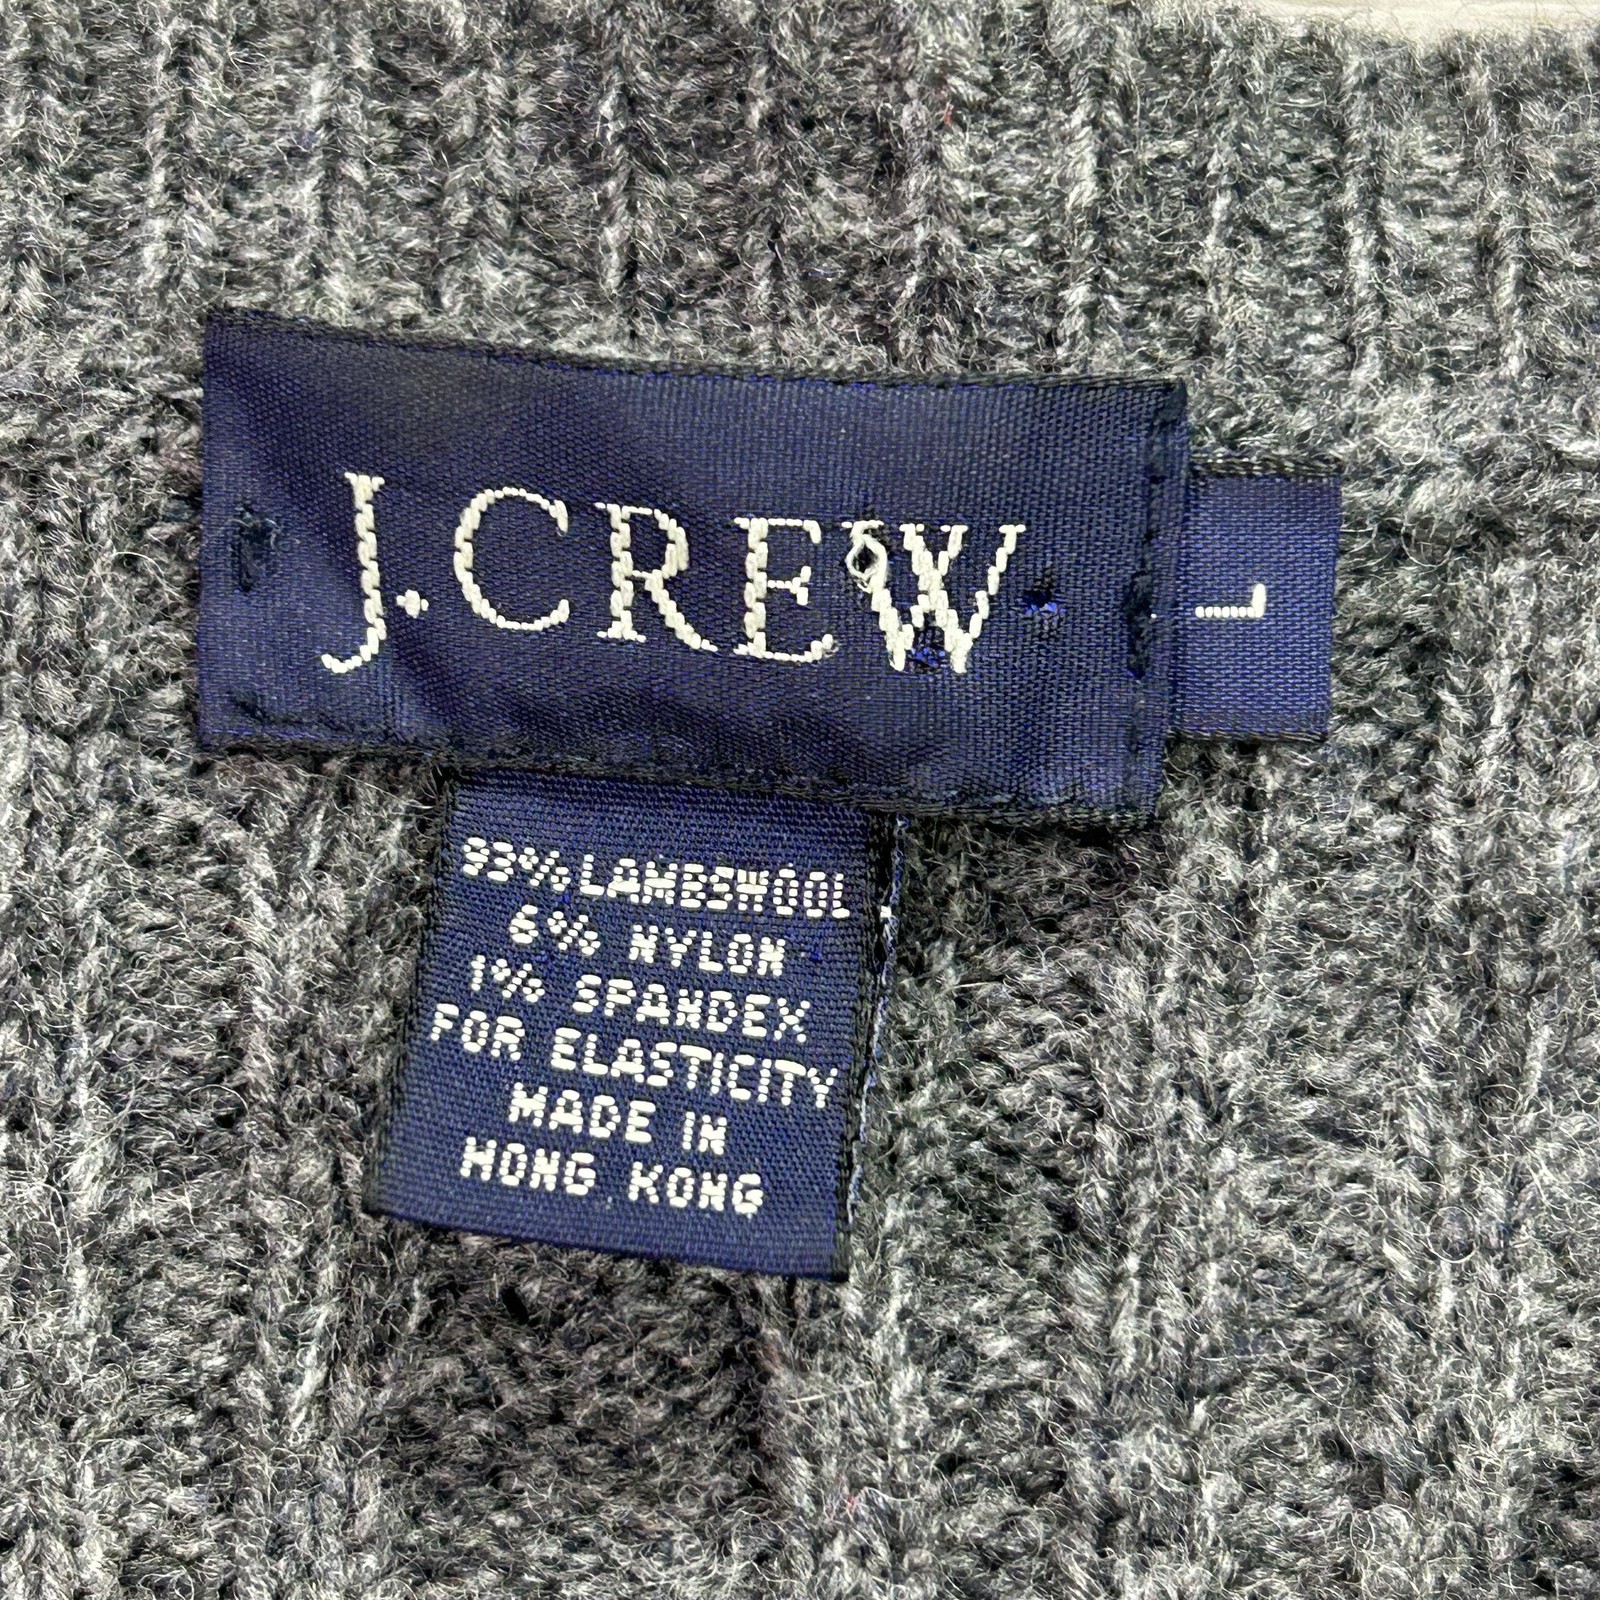 J.CREW
L
93% LAMBSWOOL
6% NYLON
1% SPANDEX
FOR ELASTICITY
MADE IN
HONG KONG